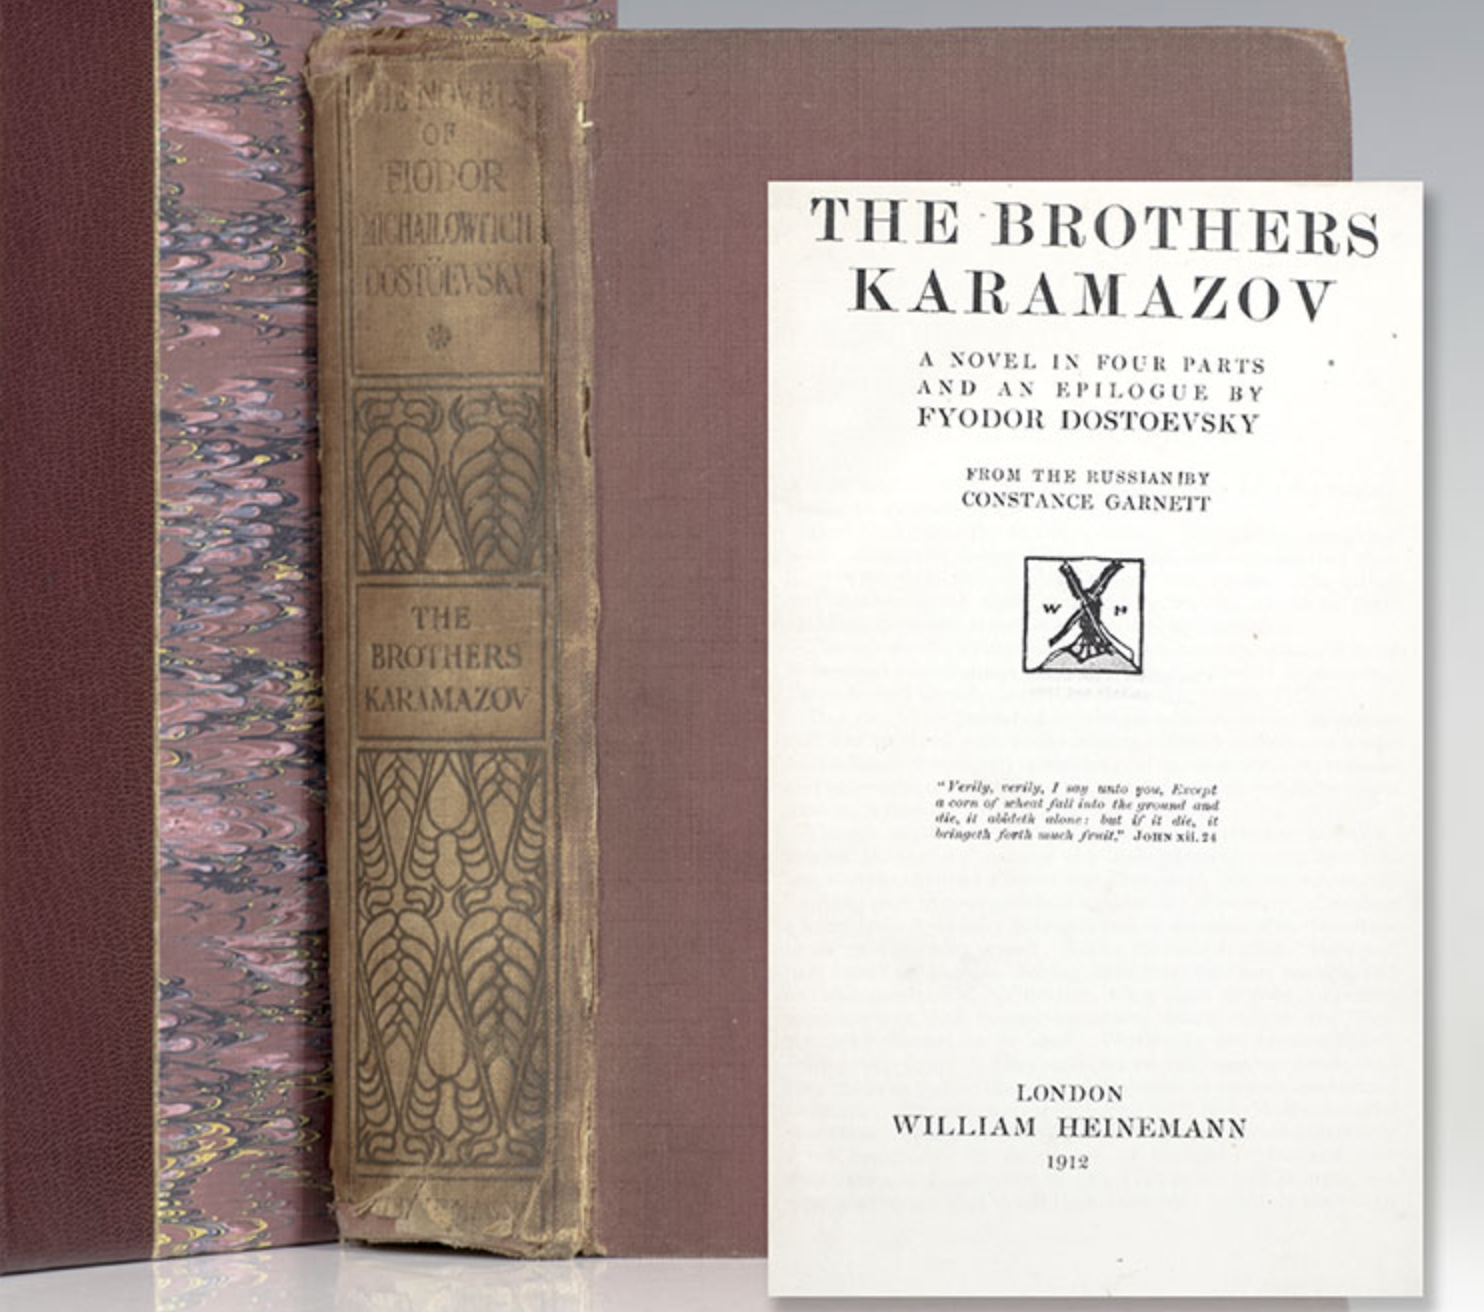 THE NOVELS
OF
FIODOR
MICHAILOWITCH
DOSTOEVSKY
THE
BROTHERS
KARAMAZOV
THE BROTHERS
KARAMAZOV
A NOVEL IN FOUR PARTS
AND AN EPILOGUE BY
FYODOR DOSTOEVSKY
FROM THE RUSSIAN BY
CONSTANCE GARNETT
W H
"Verily, verily, I say unto you, Except
a corn of wheat fall into the ground and
die, it abideth alone: but if it die, it
bringeth forth much fruit." JOHN xii. 24
LONDON
WILLIAM HEINEMANN
1912